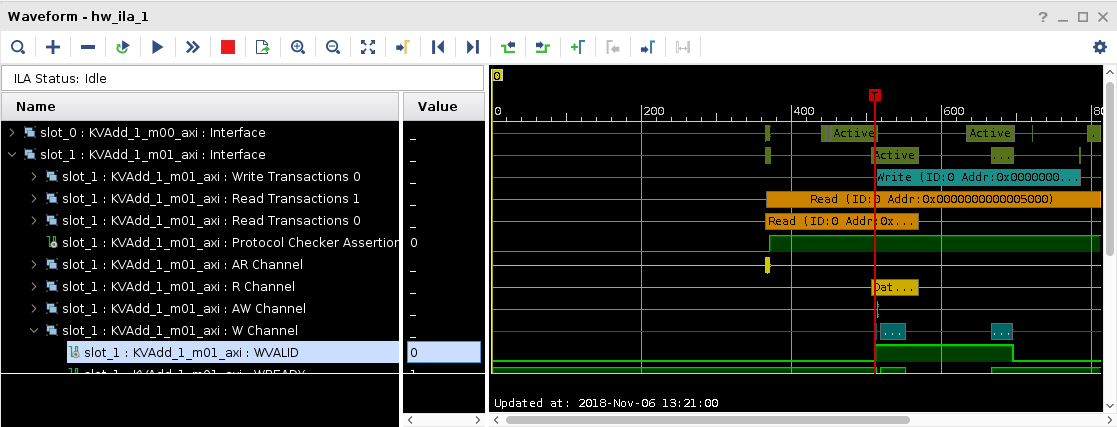 Waveform - hw_ila_1
ILA Status: Idle
Name Value
0
0 200 400 600 80
T
slot_0 : KVAdd_1_m00_axi : Interface _ Active Active .
slot_1 : KVAdd_1_m01_axi : Interface _ Active ...
slot_1 : KVAdd_1_m01_axi : Write Transactions 0 _ Write (ID:0 Addr:0x0000000...
slot_1 : KVAdd_1_m01_axi : Read Transactions 1 _ Read (ID:0 Addr:0x0000000000005000)
slot_1 : KVAdd_1_m01_axi : Read Transactions 0 _ Read (ID:0 Addr:0x...
slot_1 : KVAdd_1_m01_axi : Protocol Checker Assertion 0
slot_1 : KVAdd_1_m01_axi : AR Channel _
slot_1 : KVAdd_1_m01_axi : R Channel _ Dat...
slot_1 : KVAdd_1_m01_axi : AW Channel _
slot_1 : KVAdd_1_m01_axi : W Channel _ ... ...
slot_1 : KVAdd_1_m01_axi : WVALID 0
slot_1 : KVAdd_1_m01_axi : WREADY 1
Updated at: 2018-Nov-06 13:21:00